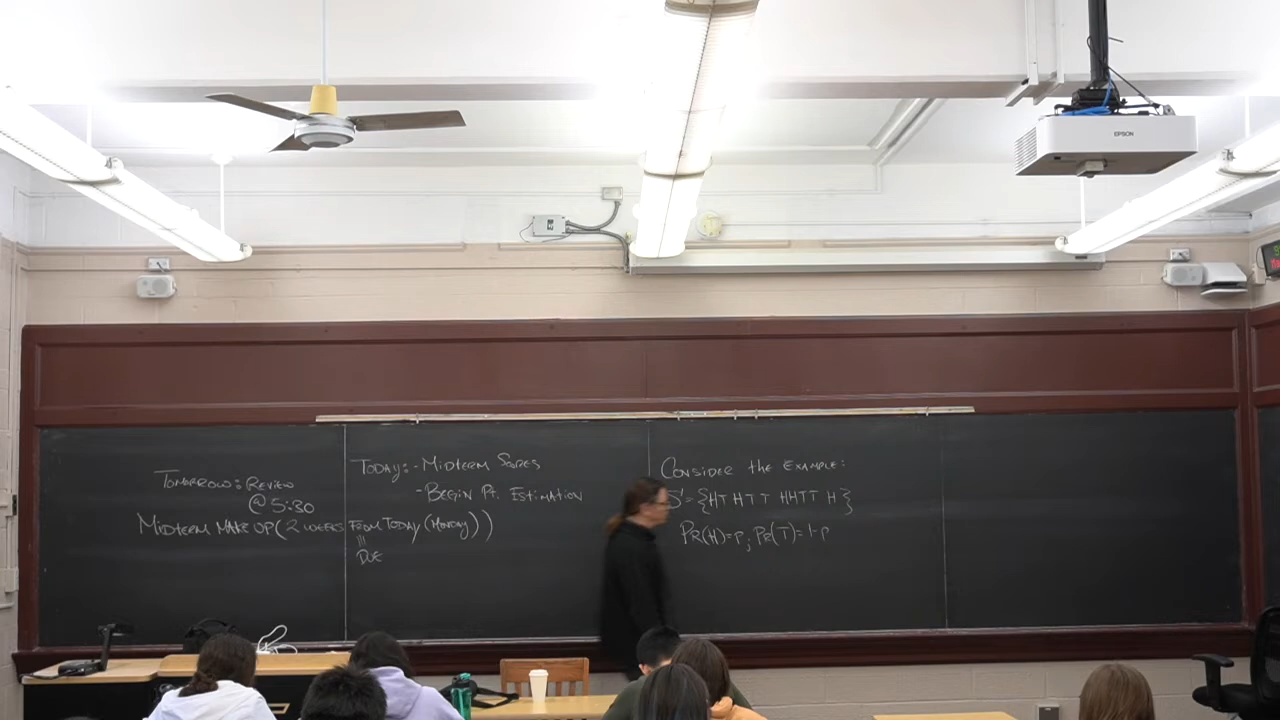 EPSON
TOMORROW: REVIEW
@ 5:30
MIDTERM MAKE UP (2 WEEKS FROM TODAY (MONDAY))
DUE
TODAY: - MIDTERM SCORES
- BEGIN PT. ESTIMATION
CONSIDER THE EXAMPLE:
S = {HT HT T HHTT H}
PR(H)=P; PR(T)=1-P